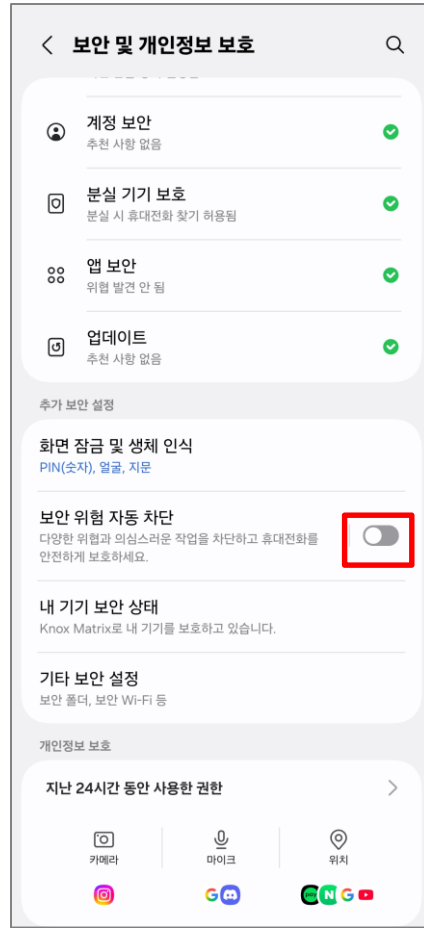 보안 및 개인정보 보호
계정 보안
추천 사항 없음
분실 기기 보호
분실 시 휴대전화 찾기 허용됨
앱 보안
위협 발견 안 됨
업데이트
추천 사항 없음
추가 보안 설정
화면 잠금 및 생체 인식
PIN(숫자), 얼굴, 지문
보안 위험 자동 차단
다양한 위협과 의심스러운 작업을 차단하고 휴대전화를
안전하게 보호하세요.
내 기기 보안 상태
Knox Matrix로 내 기기를 보호하고 있습니다.
기타 보안 설정
보안 폴더, 보안 Wi-Fi 등
개인정보 보호
지난 24시간 동안 사용한 권한
카메라
마이크
위치